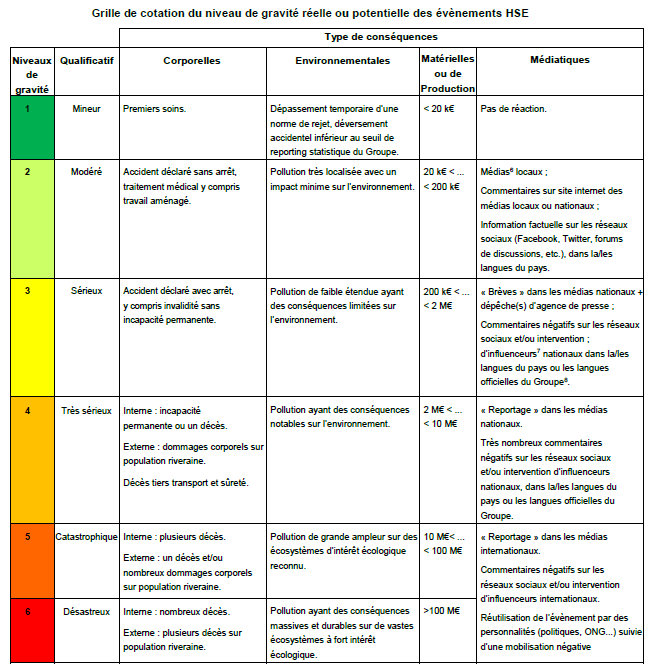 Grille de cotation du niveau de gravité réelle ou potentielle des évènements HSE
Type de conséquences
Niveaux
de
gravité
Qualificatif
Corporelles
Environnementales
Matérielles
ou de
Production
Médiatiques
1
Mineur
Premiers soins.
Dépassement temporaire d'une
norme de rejet, déversement
accidentel inférieur au seuil de
reporting statistique du Groupe.
< 20 k€
Pas de réaction.
2
Modéré
Accident déclaré sans arrêt,
traitement médical y compris
travail aménagé.
Pollution très localisée avec un
impact minime sur l'environnement.
20 k€ < ...
< 200 k€
Médias⁶ locaux ;
Commentaires sur site internet des
médias locaux ou nationaux ;
Information factuelle sur les réseaux
sociaux (Facebook, Twitter, forums
de discussions, etc.), dans la/les
langues du pays.
3
Sérieux
Accident déclaré avec arrêt,
y compris invalidité sans
incapacité permanente.
Pollution de faible étendue ayant
des conséquences limitées sur
l'environnement.
200 k€ < ...
< 2 M€
« Brèves » dans les médias nationaux +
dépêche(s) d'agence de presse ;
Commentaires négatifs sur les réseaux
sociaux et/ou intervention ;
d'influenceurs⁷ nationaux dans la/les
langues du pays ou les langues
officielles du Groupe⁸.
4
Très sérieux
Interne : incapacité
permanente ou un décès.
Externe : dommages corporels sur
population riveraine.
Décès tiers transport et sûreté.
Pollution ayant des conséquences
notables sur l'environnement.
2 M€ < ...
< 10 M€
« Reportage » dans les médias
nationaux.
Très nombreux commentaires
négatifs sur les réseaux sociaux
et/ou intervention d'influenceurs
nationaux, dans la/les langues du
pays ou les langues officielles du
Groupe.
5
Catastrophique
Interne : plusieurs décès.
Externe : un décès et/ou
nombreux dommages corporels
sur population riveraine.
Pollution de grande ampleur sur des
écosystèmes d'intérêt écologique
reconnu.
10 M€< ...
< 100 M€
« Reportage » dans les médias
internationaux.
Commentaires négatifs sur les
réseaux sociaux et/ou intervention
d'influenceurs internationaux.
Réutilisation de l'évènement par des
personnalités (politiques, ONG...) suivie
d'une mobilisation négative
6
Désastreux
Interne : nombreux décès.
Externe : plusieurs décès sur
population riveraine.
Pollution ayant des conséquences
massives et durables sur de vastes
écosystèmes à fort intérêt
écologique.
>100 M€